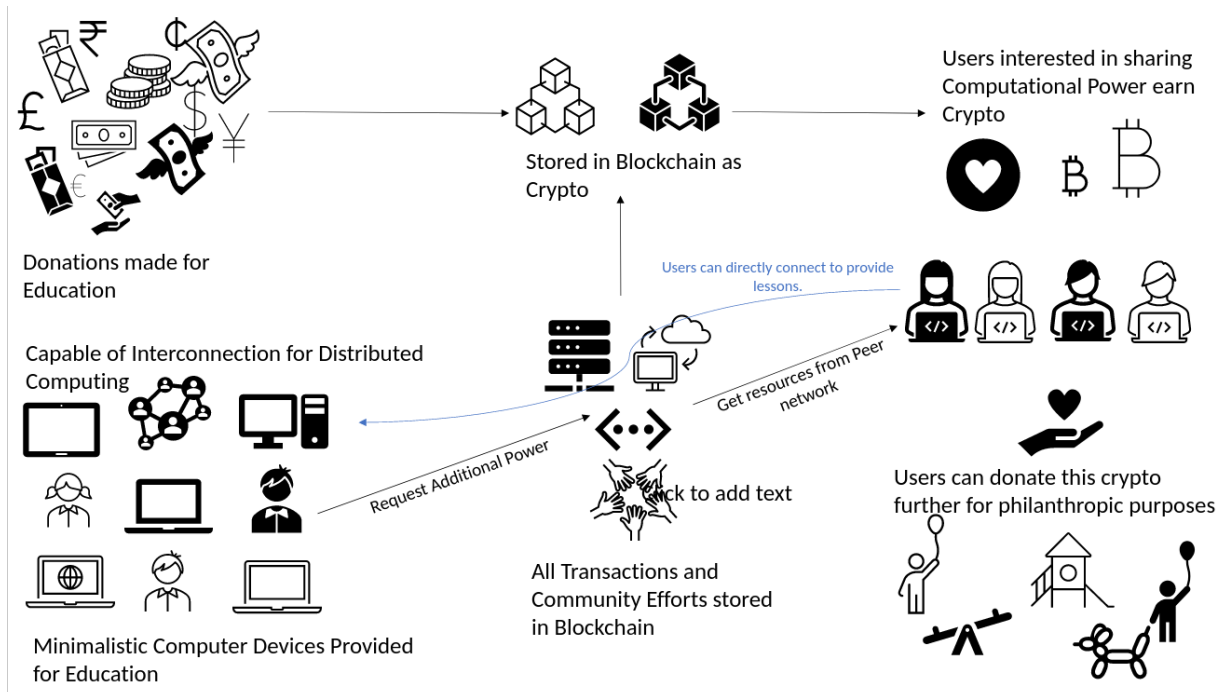 Users interested in sharing
Computational Power earn
Crypto
Stored in Blockchain as
Crypto
Donations made for
Education
Users can directly connect to provide
lessons.
Capable of Interconnection for Distributed
Computing
Get resources from Peer
network
Request Additional Power
Users can donate this crypto
further for philanthropic purposes
ck to add text
All Transactions and
Community Efforts stored
in Blockchain
Minimalistic Computer Devices Provided
for Education